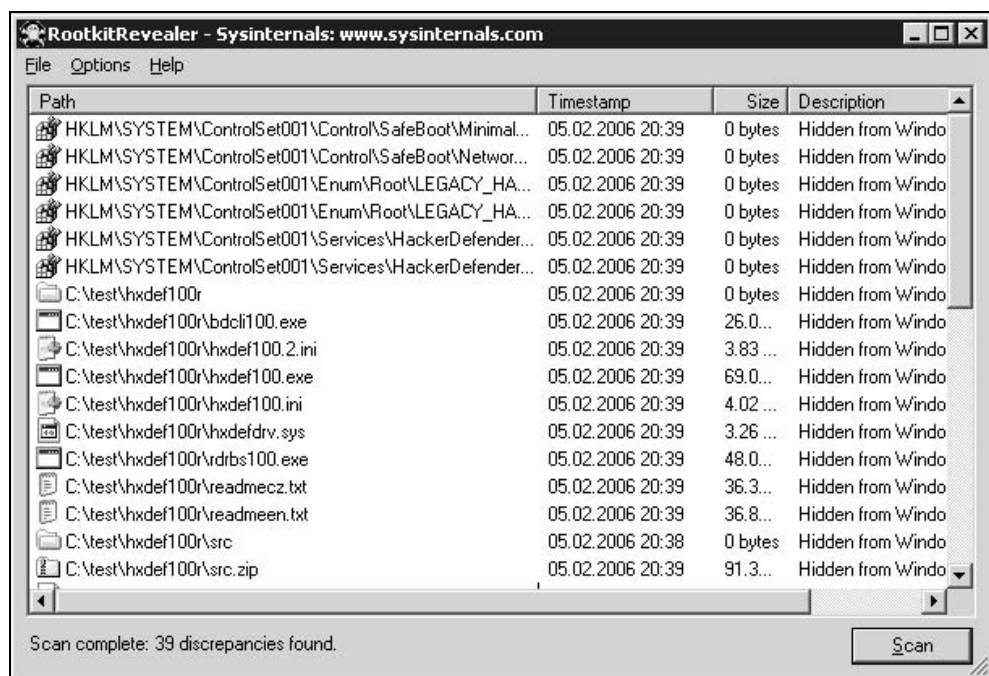 RootkitRevealer - Sysinternals: www.sysinternals.com
File Options Help
Path Timestamp Size Description
HKLM\SYSTEM\ControlSet001\Control\SafeBoot\Minimal... 05.02.2006 20:39 0 bytes Hidden from Windo
HKLM\SYSTEM\ControlSet001\Control\SafeBoot\Networ... 05.02.2006 20:39 0 bytes Hidden from Windo
HKLM\SYSTEM\ControlSet001\Enum\Root\LEGACY_HA... 05.02.2006 20:39 0 bytes Hidden from Windo
HKLM\SYSTEM\ControlSet001\Enum\Root\LEGACY_HA... 05.02.2006 20:39 0 bytes Hidden from Windo
HKLM\SYSTEM\ControlSet001\Services\HackerDefender... 05.02.2006 20:39 0 bytes Hidden from Windo
HKLM\SYSTEM\ControlSet001\Services\HackerDefender... 05.02.2006 20:39 0 bytes Hidden from Windo
C:\test\hxdef100r 05.02.2006 20:39 0 bytes Hidden from Windo
C:\test\hxdef100r\bdcli100.exe 05.02.2006 20:39 26.0... Hidden from Windo
C:\test\hxdef100r\hxdef100.2.ini 05.02.2006 20:39 3.83 ... Hidden from Windo
C:\test\hxdef100r\hxdef100.exe 05.02.2006 20:39 69.0... Hidden from Windo
C:\test\hxdef100r\hxdef100.ini 05.02.2006 20:39 4.02 ... Hidden from Windo
C:\test\hxdef100r\hxdefdrv.sys 05.02.2006 20:39 3.26 ... Hidden from Windo
C:\test\hxdef100r\rdrbs100.exe 05.02.2006 20:39 48.0... Hidden from Windo
C:\test\hxdef100r\readmecz.txt 05.02.2006 20:39 36.3... Hidden from Windo
C:\test\hxdef100r\readmeen.txt 05.02.2006 20:39 36.8... Hidden from Windo
C:\test\hxdef100r\src 05.02.2006 20:38 0 bytes Hidden from Windo
C:\test\hxdef100r\src.zip 05.02.2006 20:39 91.3... Hidden from Windo
Scan complete: 39 discrepancies found.
Scan